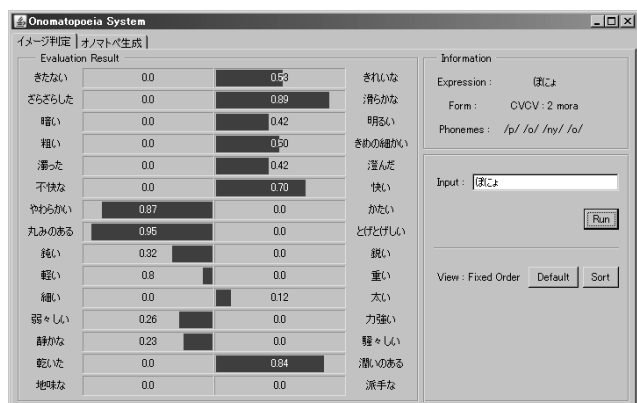 Onomatopoeia System
イメージ判定 オノマトペ生成
Evaluation Result
きたない 0.0 0.53 きれいな
ざらざらした 0.0 0.89 滑らかな
暗い 0.0 0.42 明るい
粗い 0.0 0.50 きめの細かい
濁った 0.0 0.42 澄んだ
不快な 0.0 0.70 快い
やわらかい 0.87 0.0 かたい
丸みのある 0.95 0.0 とげとげしい
鈍い 0.32 0.0 鋭い
軽い 0.8 0.0 重い
細い 0.0 0.12 太い
弱々しい 0.26 0.0 力強い
静かな 0.23 0.0 騒々しい
乾いた 0.0 0.84 潤いのある
地味な 0.0 0.0 派手な
Information
Expression : ぽにょ
Form : CVCV : 2 mora
Phonemes : /p/ /o/ /ny/ /o/
Input : ぽにょ
Run
View : Fixed Order Default Sort